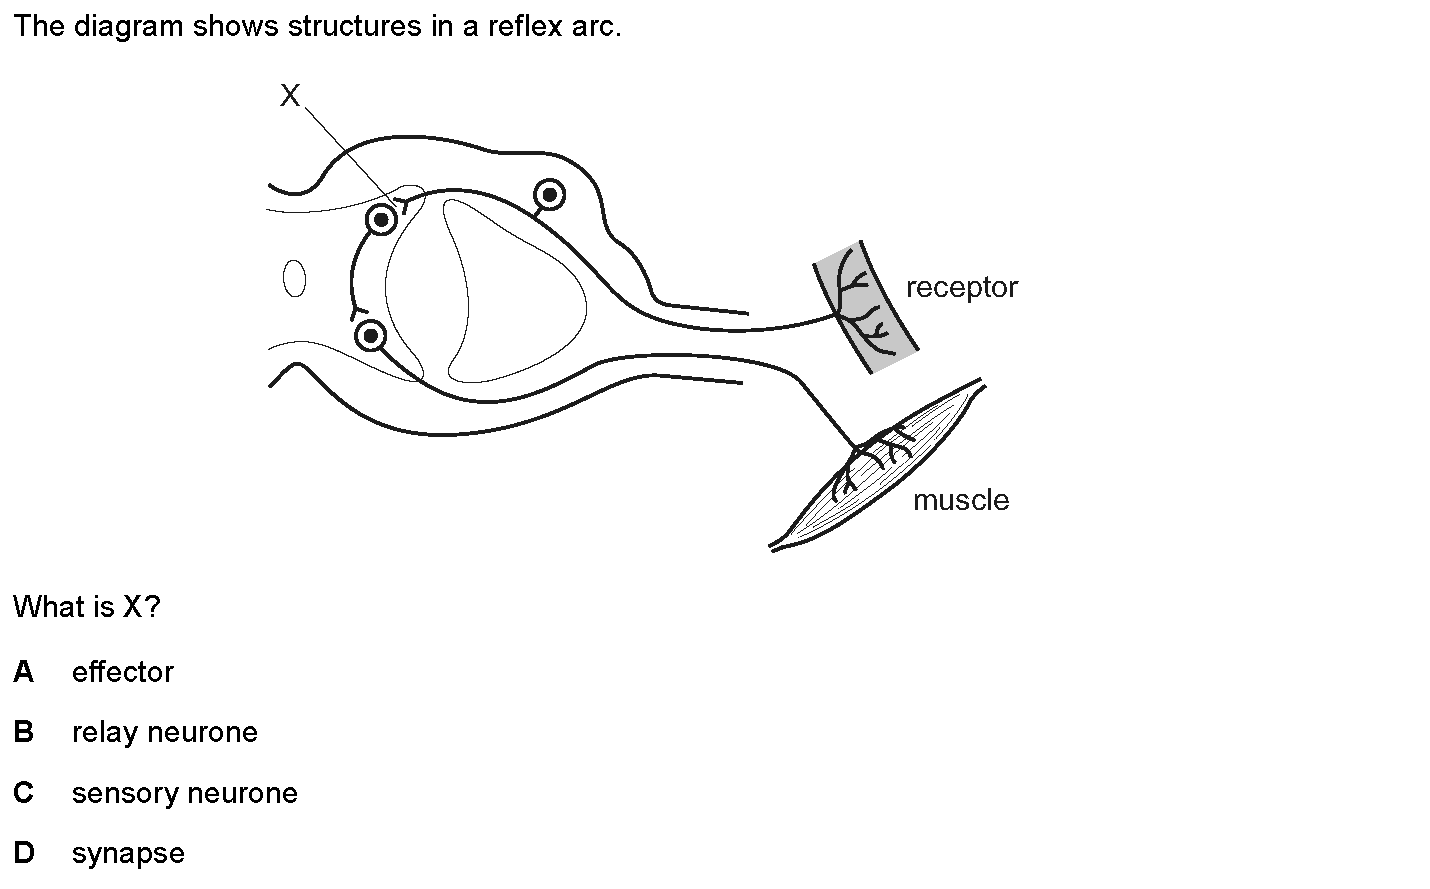 The diagram shows structures in a reflex arc.
X
receptor
muscle
What is X?
A effector
B relay neurone
C sensory neurone
D synapse